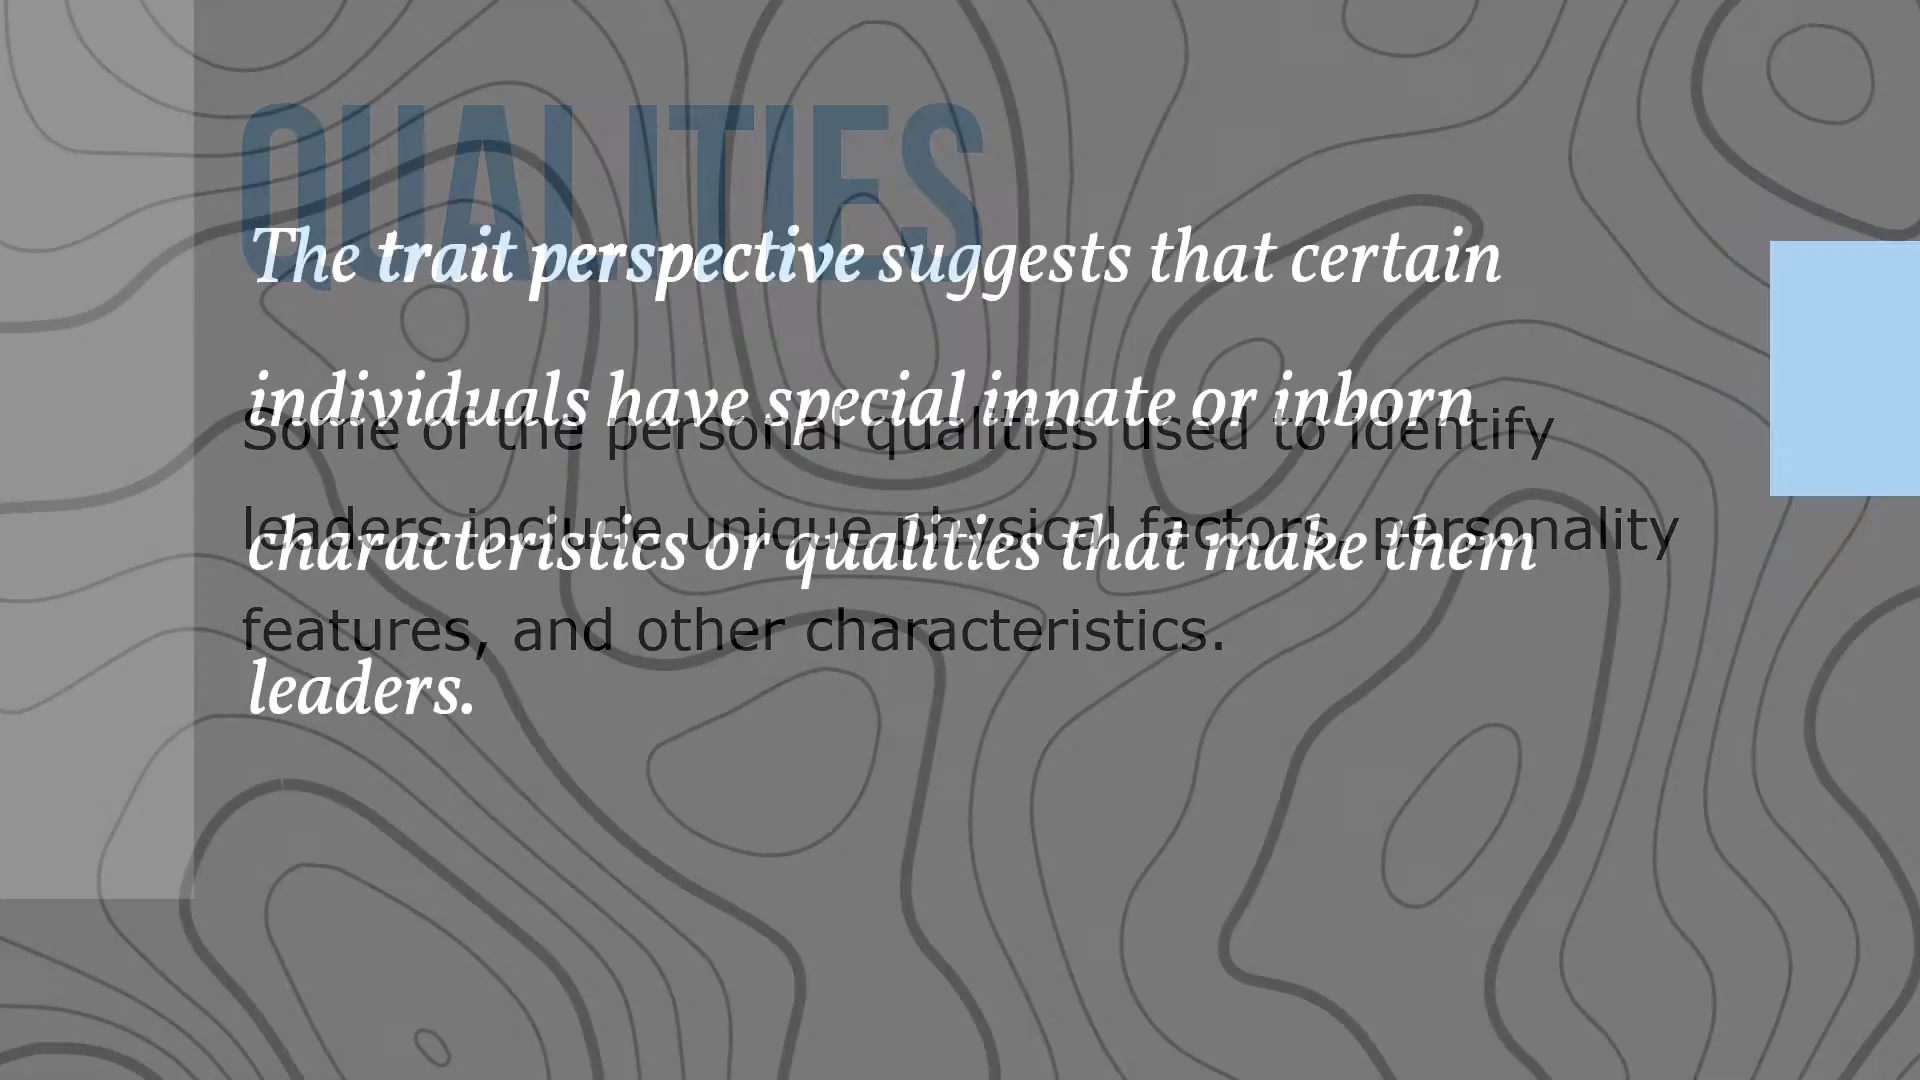 QUALITIES
The trait perspective suggests that certain
individuals have special innate or inborn
characteristics or qualities that make them
leaders.
Some of the personal qualities used to identify
leaders include unique physical factors, personality
features, and other characteristics.